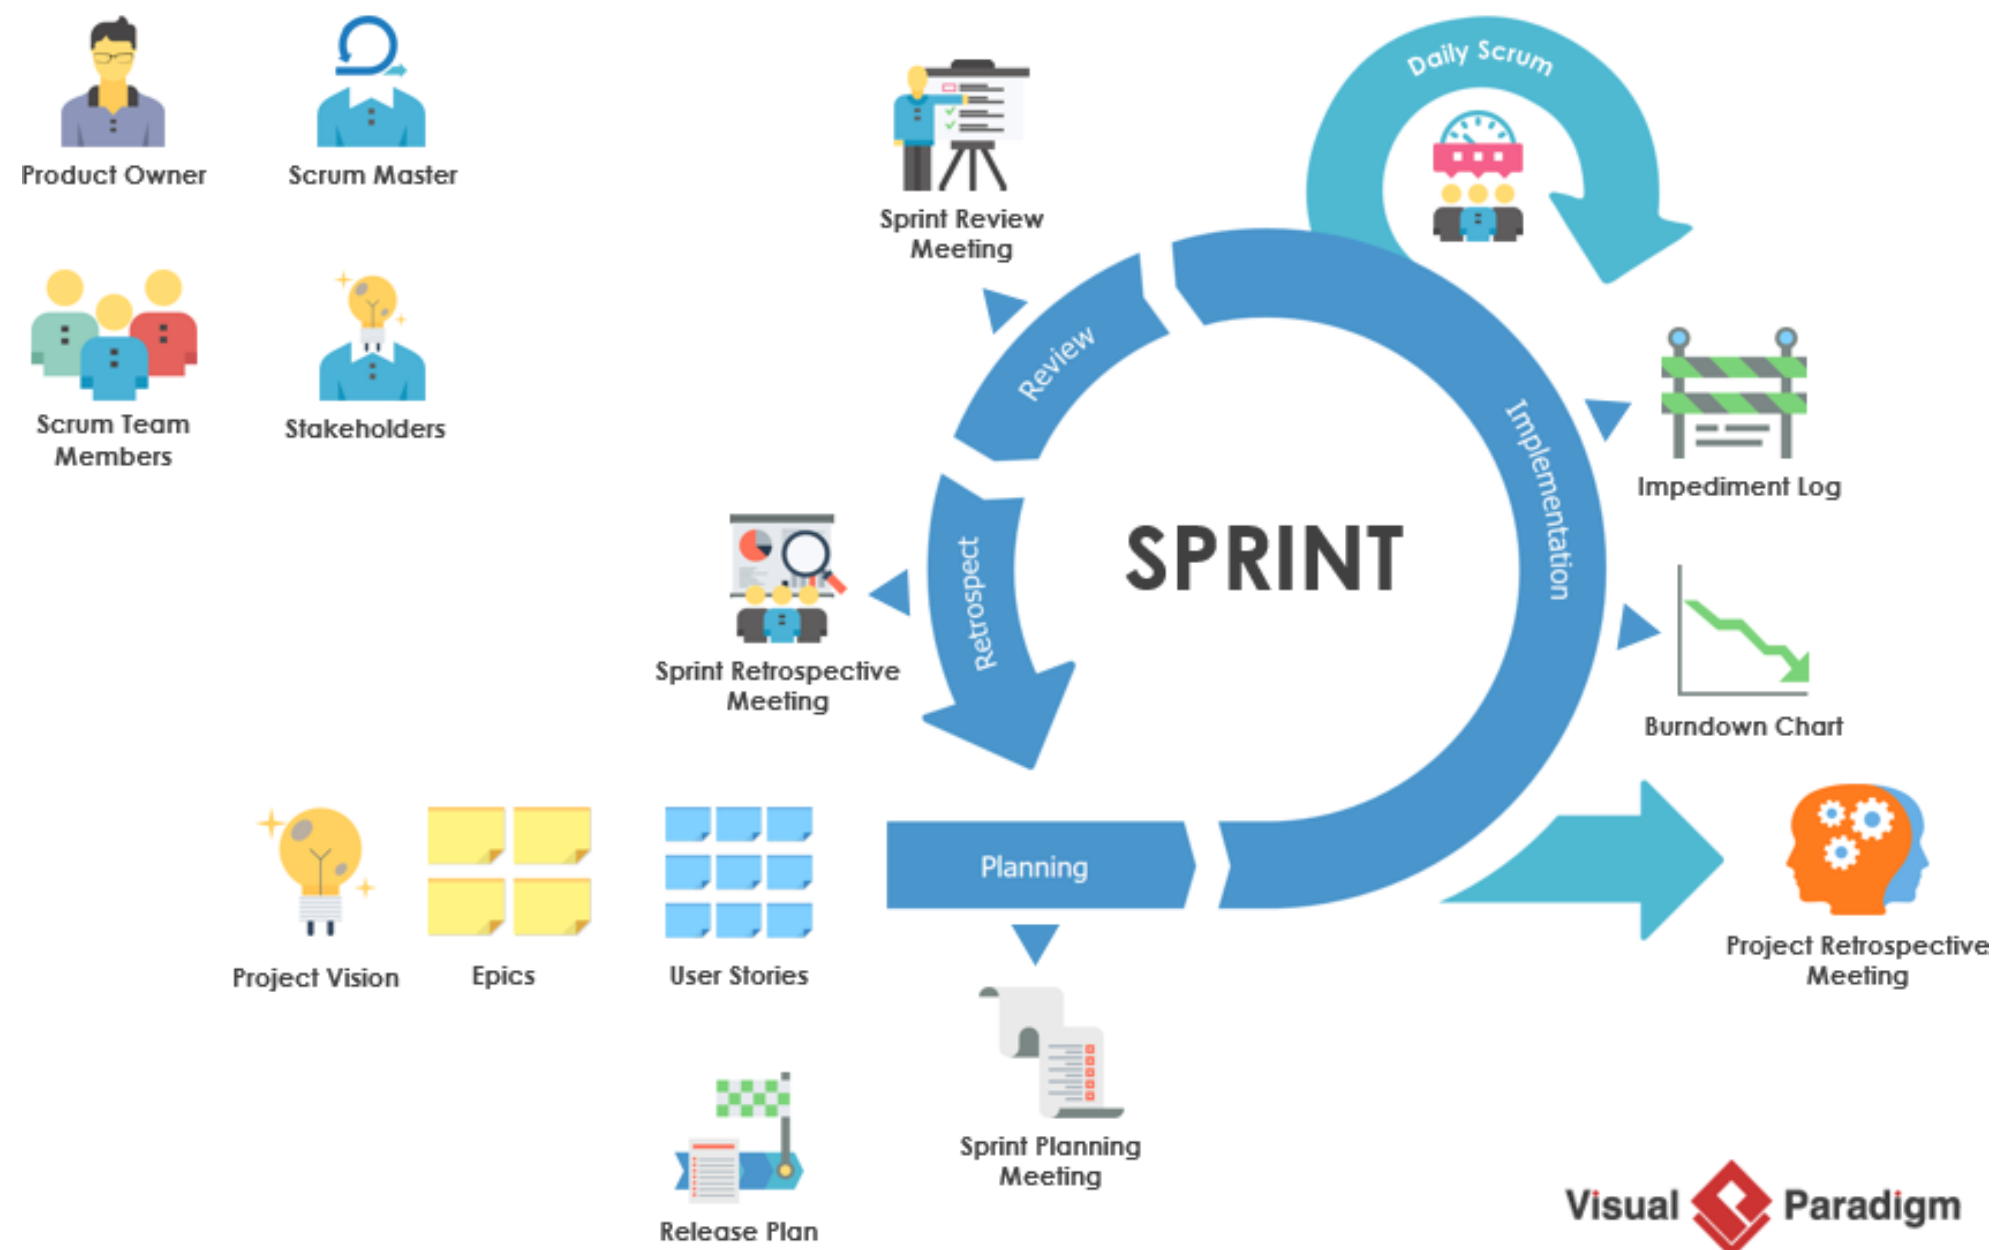 Product Owner
Scrum Master
Scrum Team
Members
Stakeholders
Sprint Review
Meeting
Daily Scrum
Review
Implementation
Retrospect
SPRINT
Impediment Log
Burndown Chart
Sprint Retrospective
Meeting
Project Vision
Epics
User Stories
Planning
Project Retrospective
Meeting
Sprint Planning
Meeting
Release Plan
Visual Paradigm